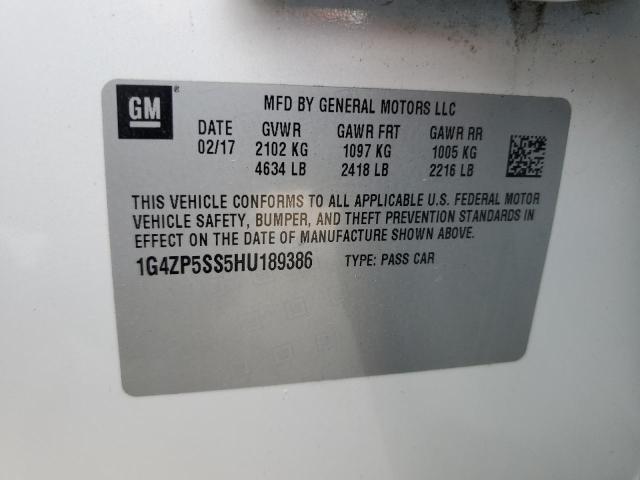 GM ®
MFD BY GENERAL MOTORS LLC
DATE GVWR GAWR FRT GAWR RR
02/17 2102 KG 1097 KG 1005 KG
4634 LB 2418 LB 2216 LB
THIS VEHICLE CONFORMS TO ALL APPLICABLE U.S. FEDERAL MOTOR
VEHICLE SAFETY, BUMPER, AND THEFT PREVENTION STANDARDS IN
EFFECT ON THE DATE OF MANUFACTURE SHOWN ABOVE.
1G4ZP5SS5HU189386 TYPE: PASS CAR